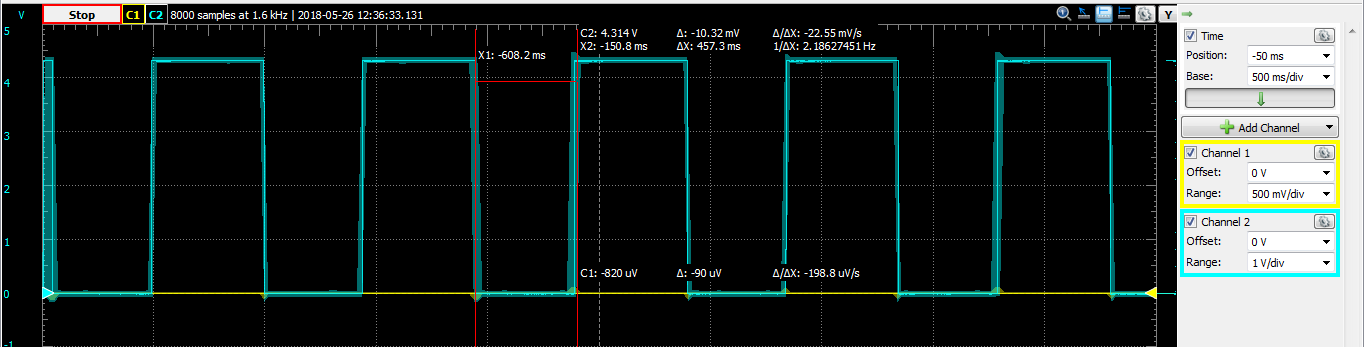 V
Stop
C1
C2
8000 samples at 1.6 kHz | 2018-05-26 12:36:33.131
Y
5
4
3
2
1
0
-1
X1: -608.2 ms
C2: 4.314 V Δ: -10.32 mV Δ/ΔX: -22.55 mV/s
X2: -150.8 ms ΔX: 457.3 ms 1/ΔX: 2.18627451 Hz
C1: -820 uV Δ: -90 uV Δ/ΔX: -198.8 uV/s
Time
Position: -50 ms
Base: 500 ms/div
Add Channel
Channel 1
Offset: 0 V
Range: 500 mV/div
Channel 2
Offset: 0 V
Range: 1 V/div